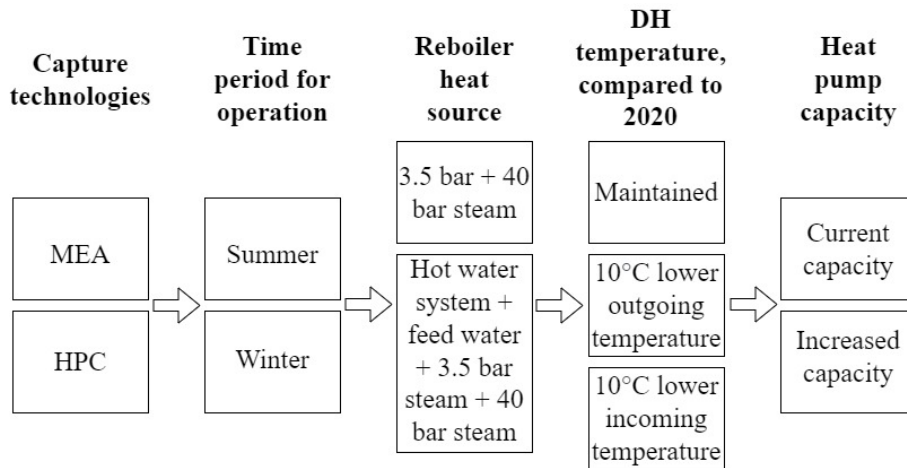 Capture
technologies
Time
period for
operation
Reboiler
heat
source
DH
temperature,
compared to
2020
Heat
pump
capacity
MEA
HPC
Summer
Winter
3.5 bar + 40
bar steam
Hot water
system +
feed water
+ 3.5 bar
steam + 40
bar steam
Maintained
10°C lower
outgoing
temperature
10°C lower
incoming
temperature
Current
capacity
Increased
capacity